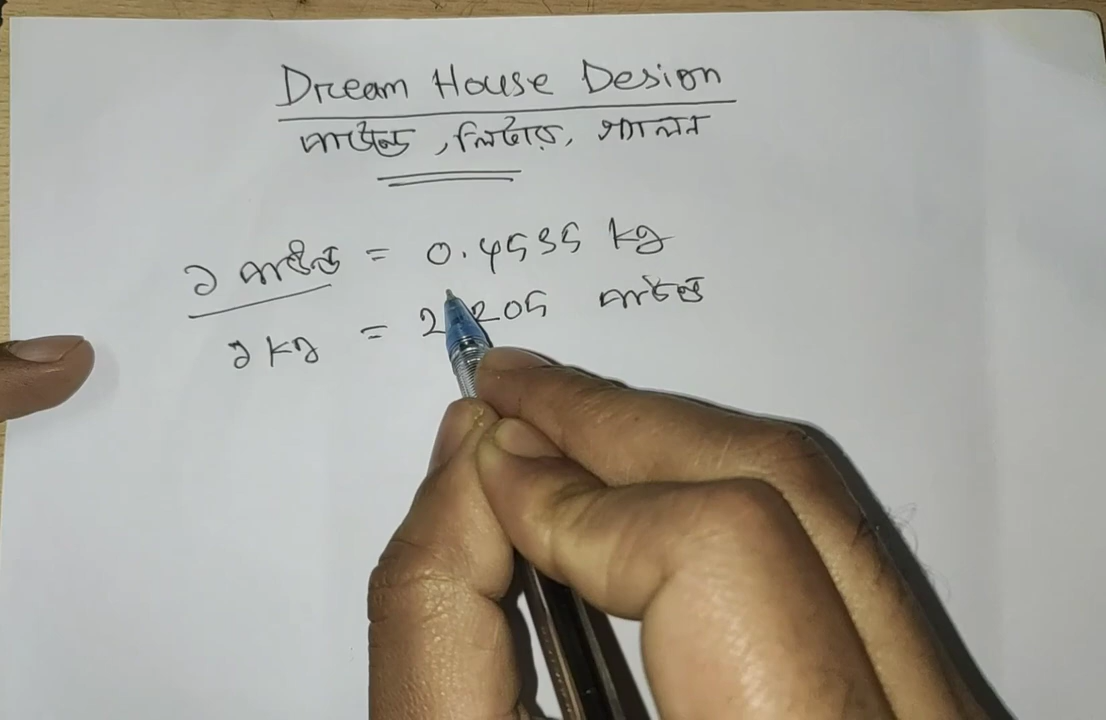 Dream House Design
পাউন্ড, লিটার, গ্যালন
১ পাউন্ড = 0.4535 kg
১ kg = 2.205 পাউন্ড